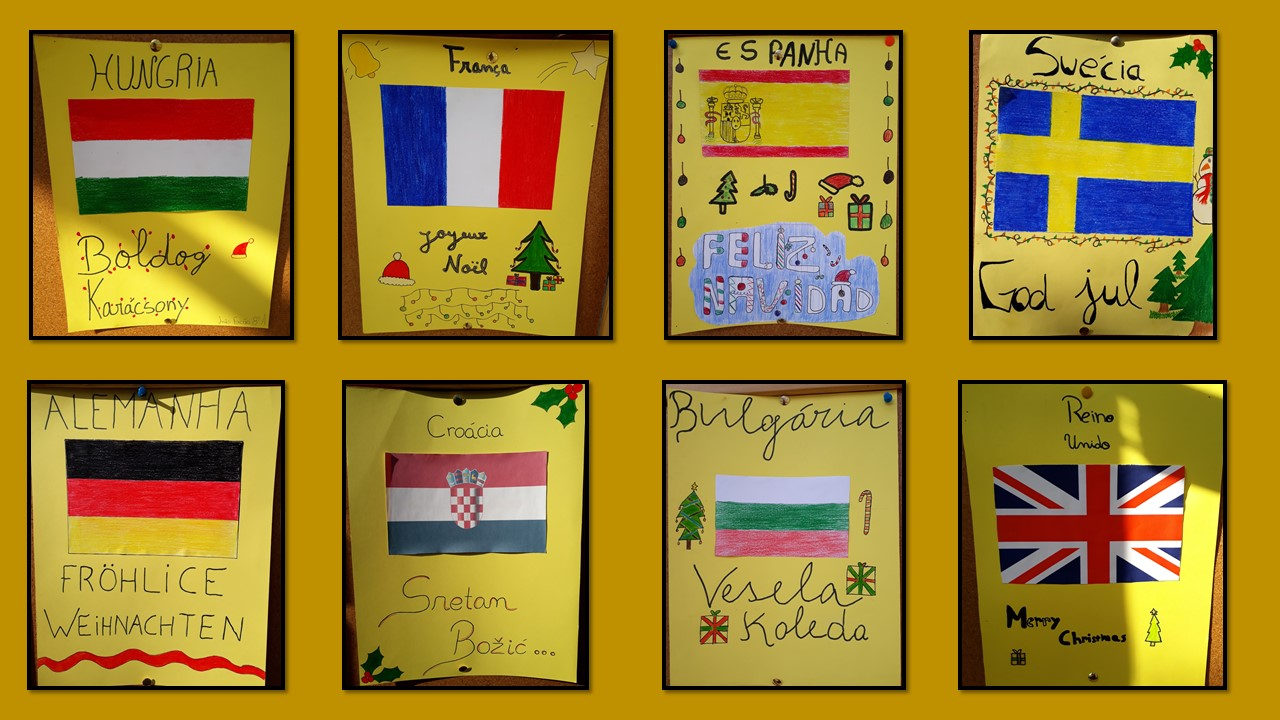 HUNGRIA
Boldog
Karácsony
França
Joyeux
Noël
ESPANHA
FELIZ
NAVIDAD
Suécia
God jul
ALEMANHA
FRÖHLiCE
WEiHNACHTEN
Croácia
Sretan
Božić...
Bulgária
Vesela
Koleda
Reino
Unido
Merry
Christmas